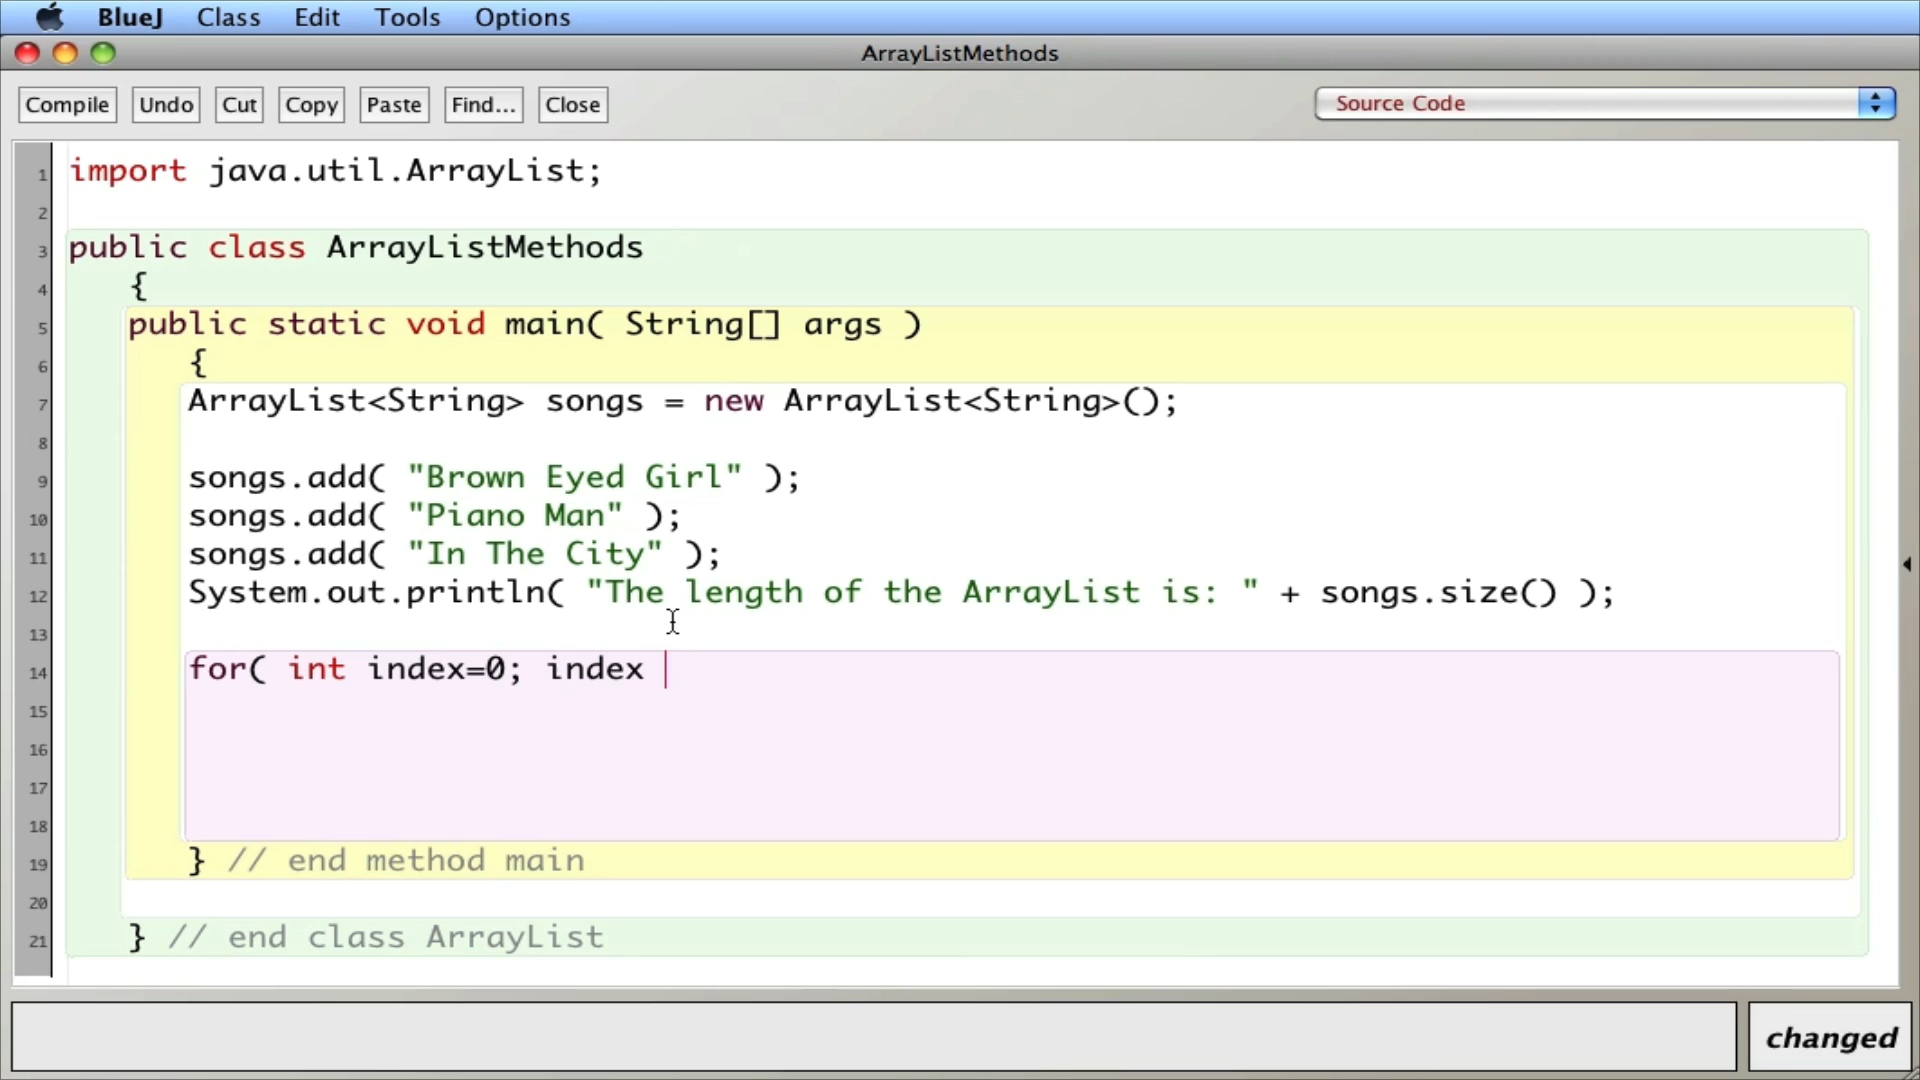 BlueJ Class Edit Tools Options
ArrayListMethods
Compile Undo Cut Copy Paste Find... Close Source Code
1 import java.util.ArrayList;
2
3 public class ArrayListMethods
4 {
5 public static void main( String[] args )
6 {
7 ArrayList<String> songs = new ArrayList<String>();
8
9 songs.add( "Brown Eyed Girl" );
10 songs.add( "Piano Man" );
11 songs.add( "In The City" );
12 System.out.println( "The length of the ArrayList is: " + songs.size() );
13
14 for( int index=0; index
15
16
17
18
19 } // end method main
20
21 } // end class ArrayList
changed